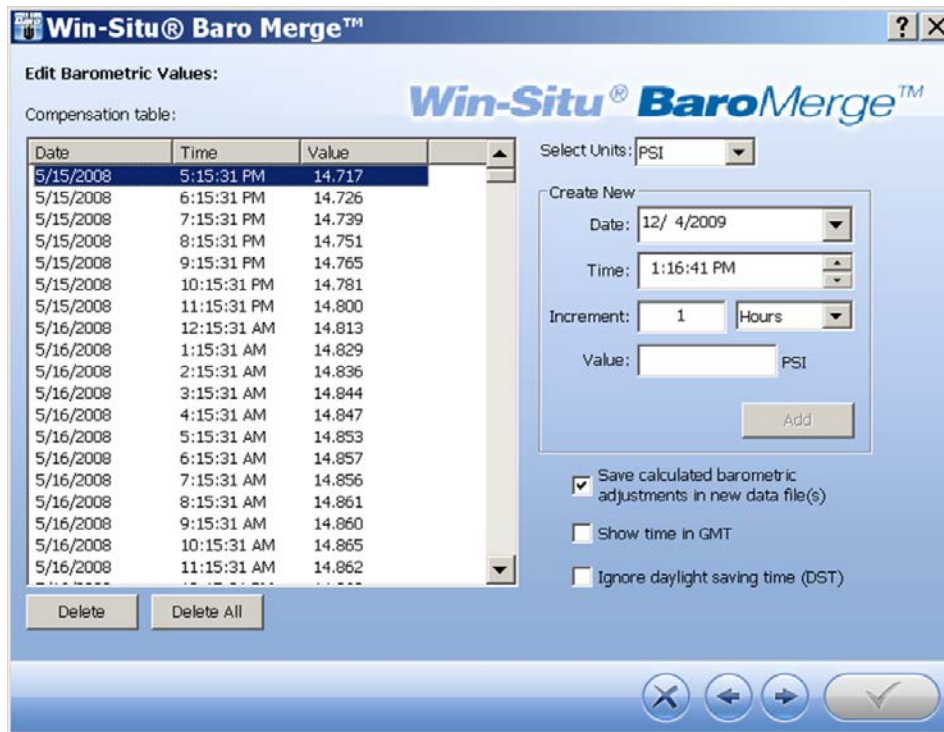 Win-Situ® Baro Merge™
Edit Barometric Values:
Win-Situ® BaroMerge™
Compensation table:
Date Time Value
5/15/2008 5:15:31 PM 14.717
5/15/2008 6:15:31 PM 14.726
5/15/2008 7:15:31 PM 14.739
5/15/2008 8:15:31 PM 14.751
5/15/2008 9:15:31 PM 14.765
5/15/2008 10:15:31 PM 14.781
5/15/2008 11:15:31 PM 14.800
5/16/2008 12:15:31 AM 14.813
5/16/2008 1:15:31 AM 14.829
5/16/2008 2:15:31 AM 14.836
5/16/2008 3:15:31 AM 14.844
5/16/2008 4:15:31 AM 14.847
5/16/2008 5:15:31 AM 14.853
5/16/2008 6:15:31 AM 14.857
5/16/2008 7:15:31 AM 14.856
5/16/2008 8:15:31 AM 14.861
5/16/2008 9:15:31 AM 14.860
5/16/2008 10:15:31 AM 14.865
5/16/2008 11:15:31 AM 14.862
Delete Delete All
Select Units: PSI
Create New
Date: 12/ 4/2009
Time: 1:16:41 PM
Increment: 1 Hours
Value: PSI
Add
Save calculated barometric
adjustments in new data file(s)
Show time in GMT
Ignore daylight saving time (DST)